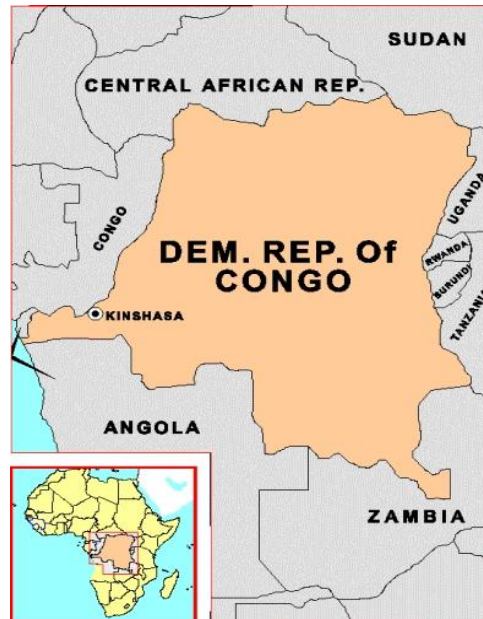 SUDAN
CENTRAL AFRICAN REP.
UGANDA
CONGO
DEM. REP. Of
CONGO
RWANDA
BURUNDI
TANZANIA
KINSHASA
ANGOLA
ZAMBIA